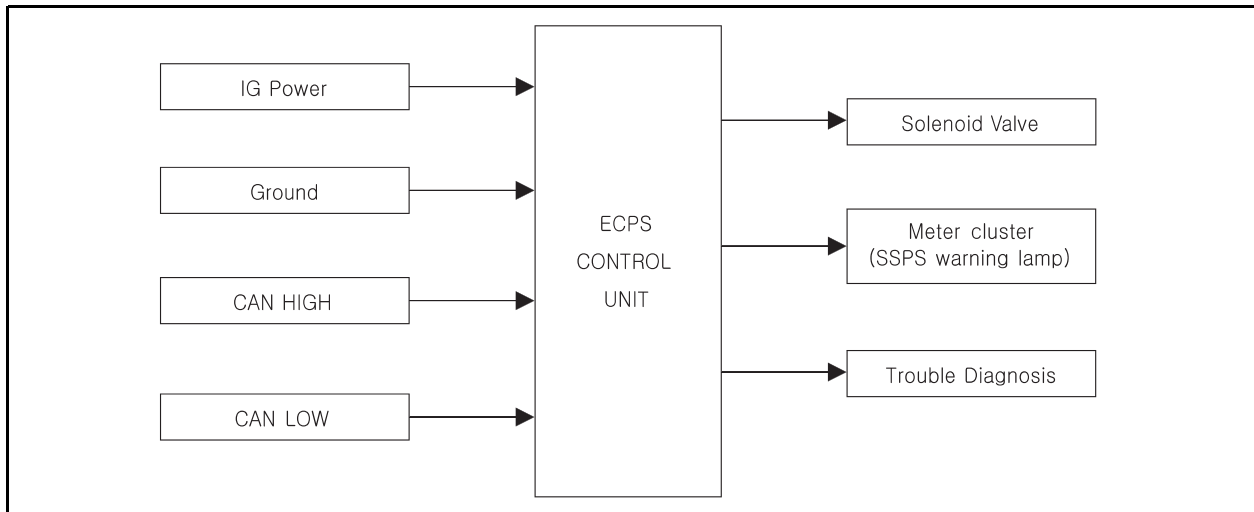 IG Power
Ground
CAN HIGH
CAN LOW
ECPS
CONTROL
UNIT
Solenoid Valve
Meter cluster
(SSPS warning lamp)
Trouble Diagnosis